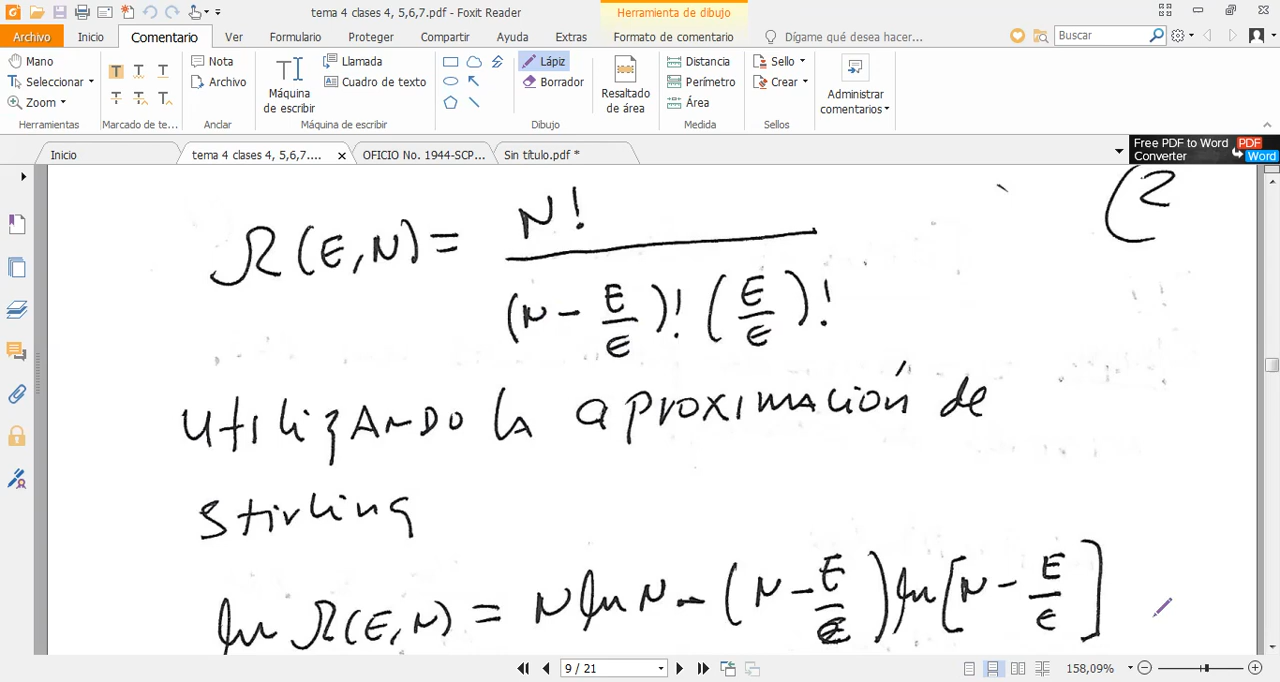 tema 4 clases 4, 5,6,7.pdf - Foxit Reader
Herramienta de dibujo
Archivo Inicio Comentario Ver Formulario Proteger Compartir Ayuda Extras Formato de comentario Dígame qué desea hacer... Buscar
Mano
Seleccionar
Zoom
Herramientas
Marcado de te...
Nota
Archivo
Anclar
Máquina de escribir
Llamada
Cuadro de texto
Máquina de escribir
Lápiz
Borrador
Dibujo
Resaltado de área
Distancia
Perímetro
Área
Medida
Sello
Crear
Sellos
Administrar comentarios
Inicio tema 4 clases 4, 5,6,7.... OFICIO No. 1944-SCP... Sin título.pdf *
Free PDF to Word Converter PDF Word
(2
Ω(E,N) = N! / (N - E/ϵ)! (E/ϵ)!
utilizando la aproximación de
stirling
ln Ω(E,N) = N ln N - (N - E/ϵ) ln [N - E/ϵ]
9 / 21
158,09%